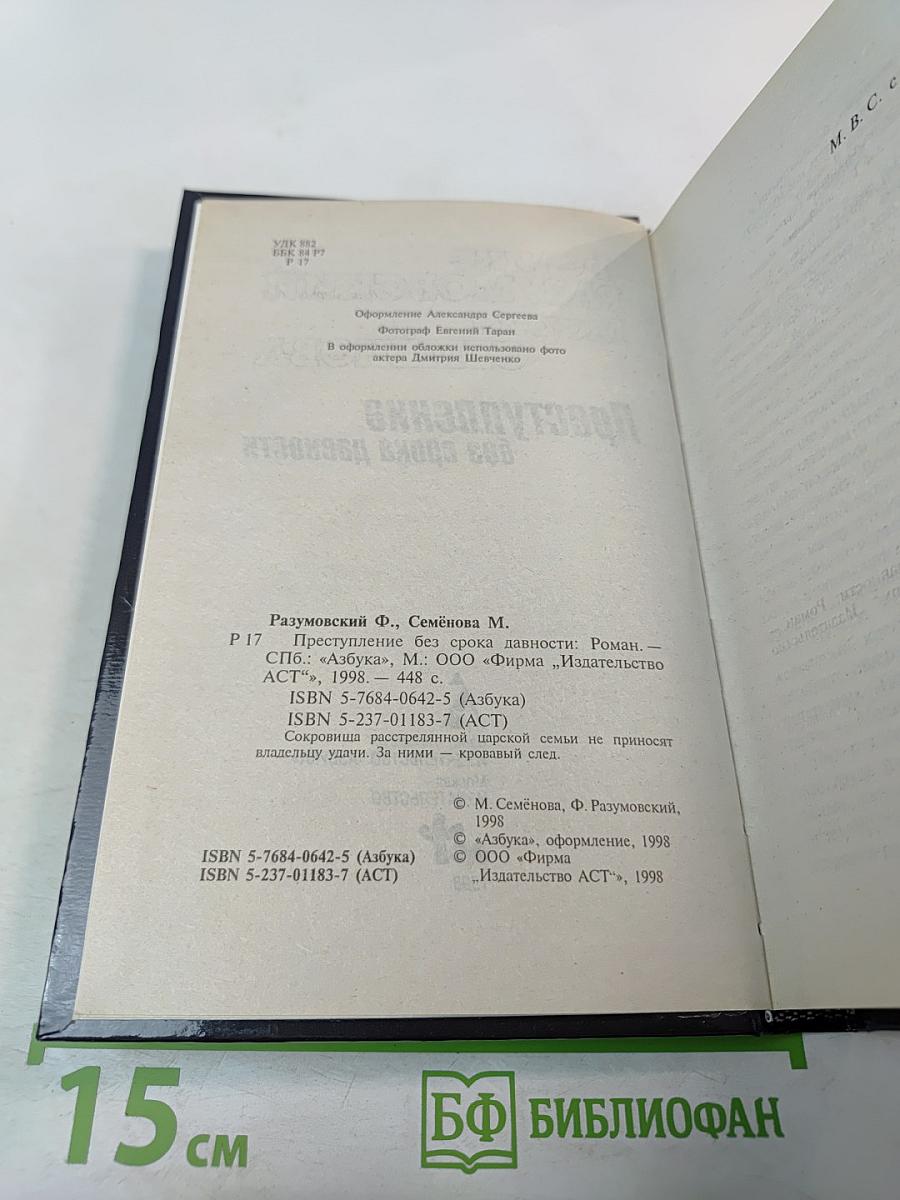 УДК 882
ББК 84 Р7
Р 17
Оформление Александра Сергеева
Фотограф Евгений Таран
В оформлении обложки использовано фото
актера Дмитрия Шевченко
Преступление
без срока давности
Разумовский Ф., Семёнова М.
Р 17 Преступление без срока давности: Роман. —
СПб.: «Азбука», М.: ООО «Фирма „Издательство
АСТ“», 1998. — 448 с.
ISBN 5-7684-0642-5 (Азбука)
ISBN 5-237-01183-7 (АСТ)
Сокровища расстрелянной царской семьи не приносят
владельцу удачи. За ними — кровавый след.
© М. Семёнова, Ф. Разумовский,
1998
© «Азбука», оформление, 1998
ISBN 5-7684-0642-5 (Азбука) © ООО «Фирма
ISBN 5-237-01183-7 (АСТ) „Издательство АСТ“», 1998
М. В. С. с
15 см
БФ БИБЛИОФАН